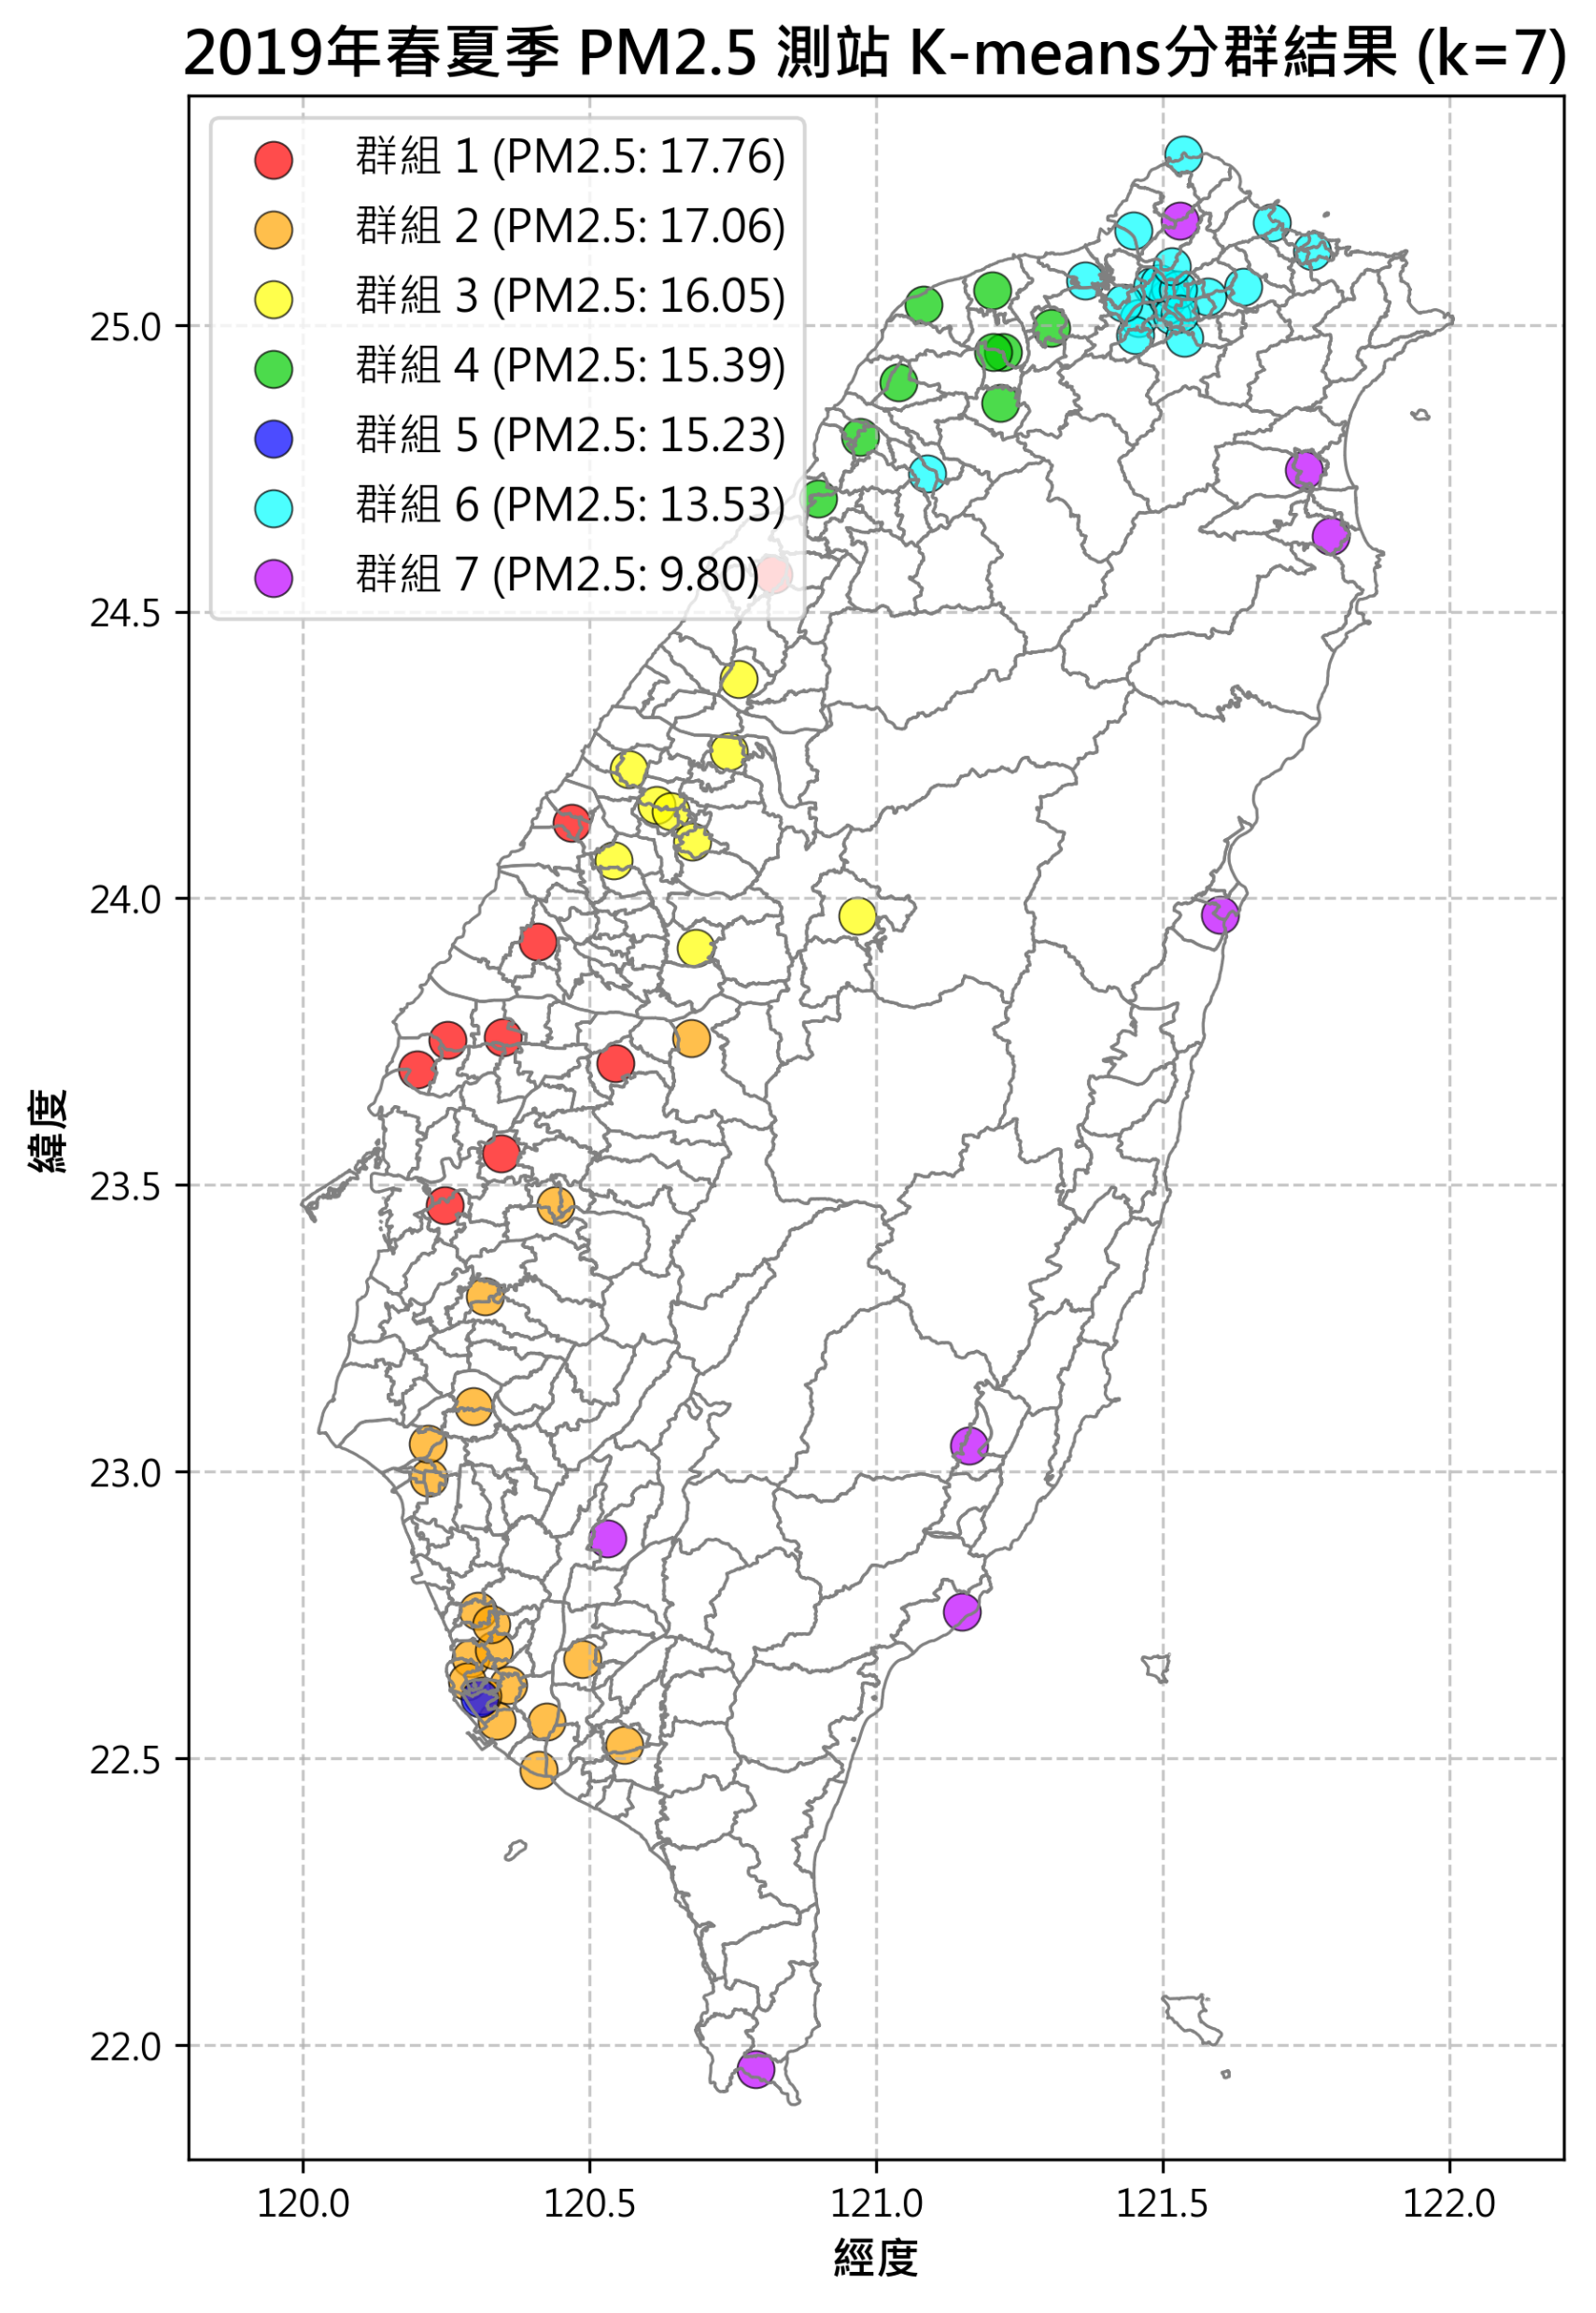 2019年春夏季 PM2.5 測站 K-means分群結果 (k=7)
群組 1 (PM2.5: 17.76)
群組 2 (PM2.5: 17.06)
群組 3 (PM2.5: 16.05)
群組 4 (PM2.5: 15.39)
群組 5 (PM2.5: 15.23)
群組 6 (PM2.5: 13.53)
群組 7 (PM2.5: 9.80)
25.0
24.5
24.0
23.5
23.0
22.5
22.0
緯度
120.0
120.5
121.0
121.5
122.0
經度